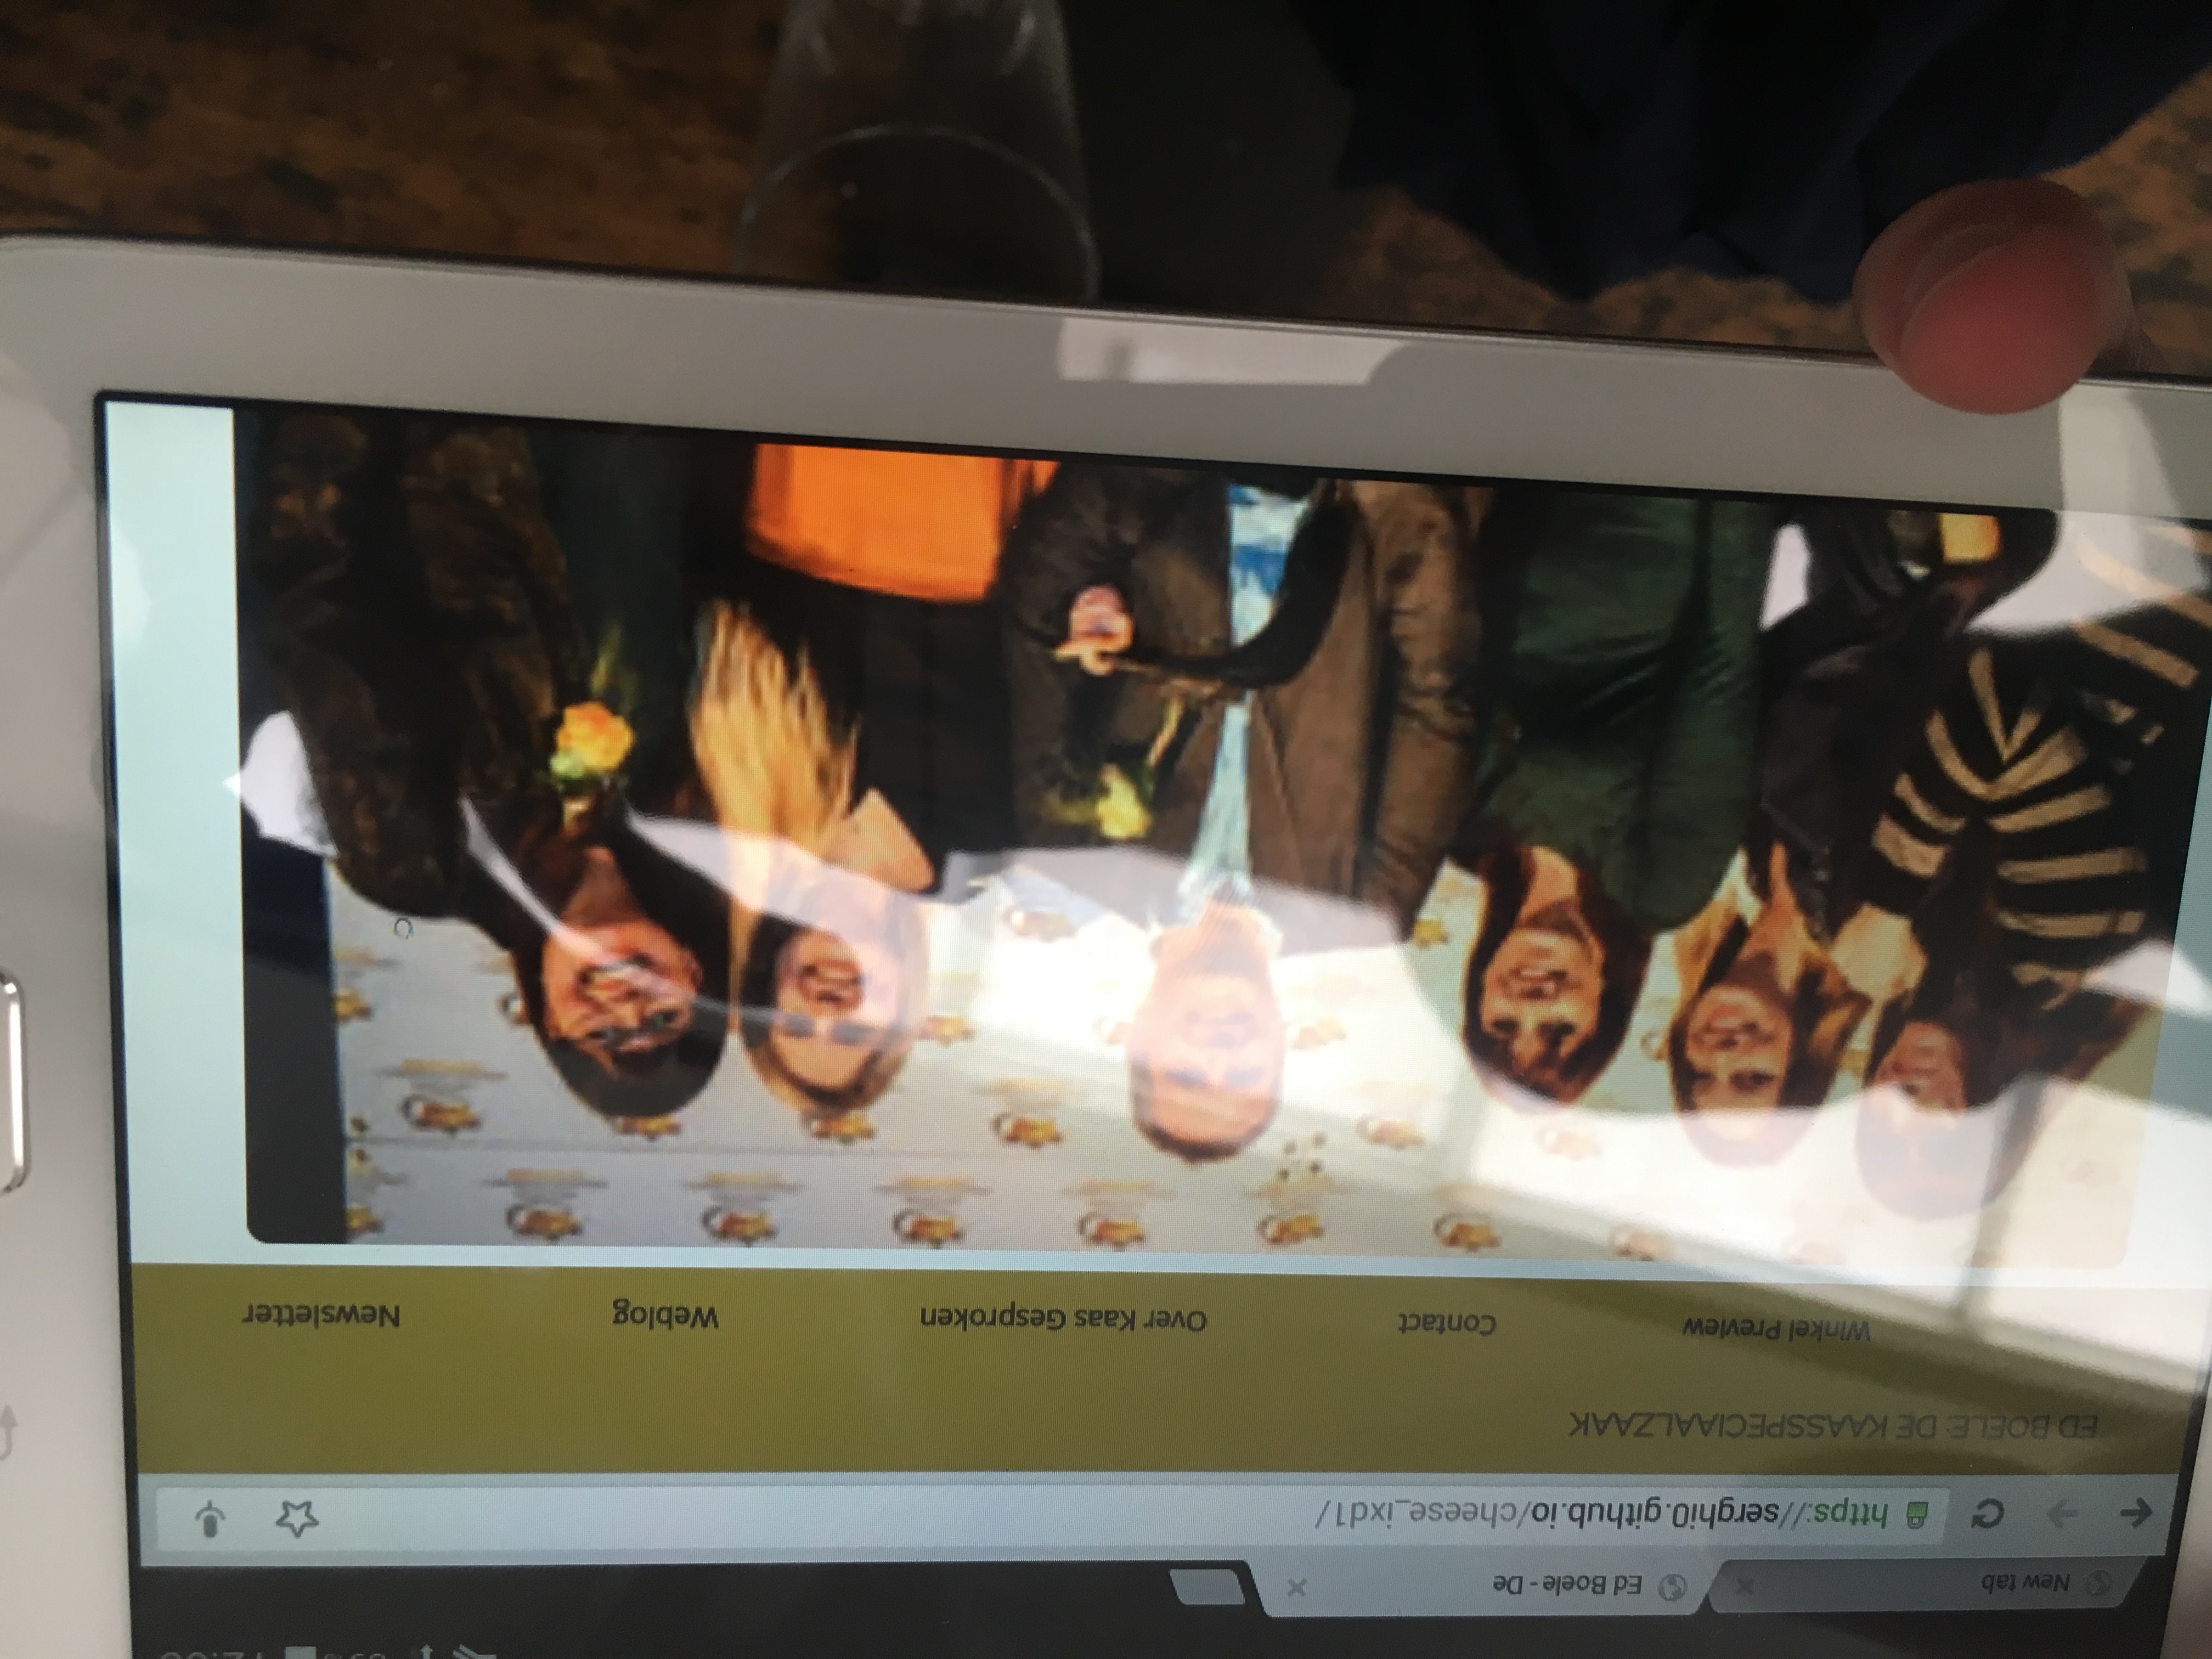 New tab
Ed Boele - De
https://serghi0.github.io/cheese_ixd1/
ED BOELE: DE KAASSPECIAALZAAK
Winkel Preview
Contact
Over Kaas Gesproken
Weblog
Newsletter